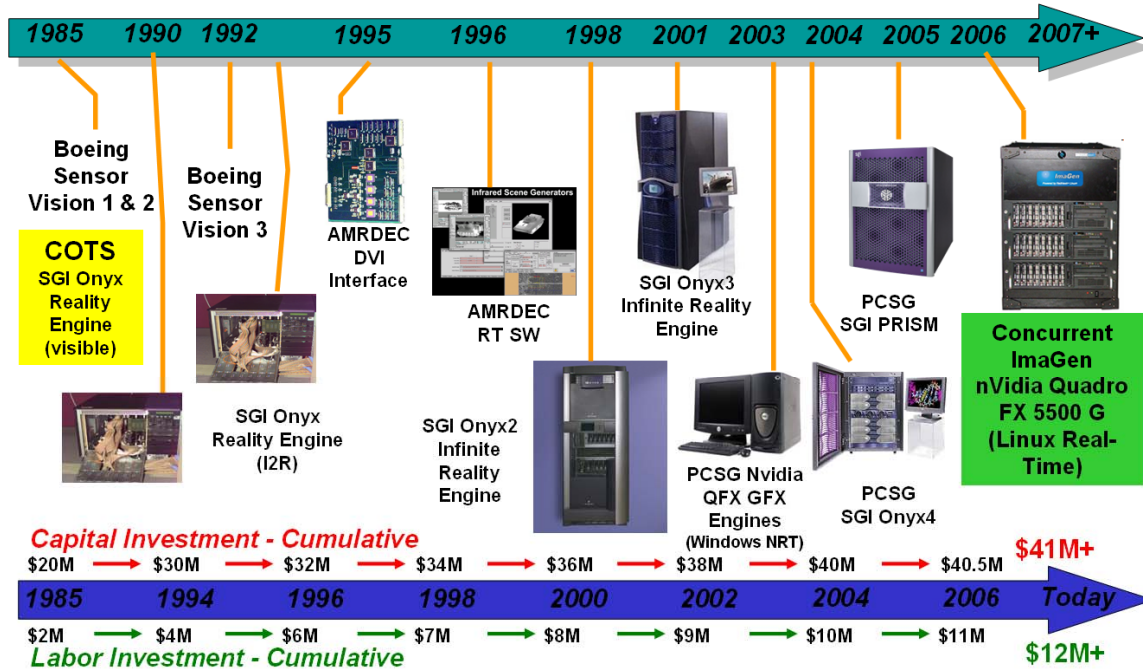 1985 1990 1992 1995 1996 1998 2001 2003 2004 2005 2006 2007+
Boeing
Sensor
Vision 1 & 2
COTS
SGI Onyx
Reality
Engine
(visible)
Boeing
Sensor
Vision 3
SGI Onyx
Reality Engine
(I2R)
AMRDEC
DVI
Interface
Infrared Scene Generators
AMRDEC
RT SW
SGI Onyx2
Infinite
Reality
Engine
SGI Onyx3
Infinite Reality
Engine
PCSG Nvidia
QFX GFX
Engines
(Windows NRT)
PCSG
SGI PRISM
PCSG
SGI Onyx4
ImaGen
Concurrent
ImaGen
nVidia Quadro
FX 5500 G
(Linux Real-
Time)
Capital Investment - Cumulative
$20M $30M $32M $34M $36M $38M $40M $40.5M $41M+
1985 1994 1996 1998 2000 2002 2004 2006 Today
$2M $4M $6M $7M $8M $9M $10M $11M $12M+
Labor Investment - Cumulative